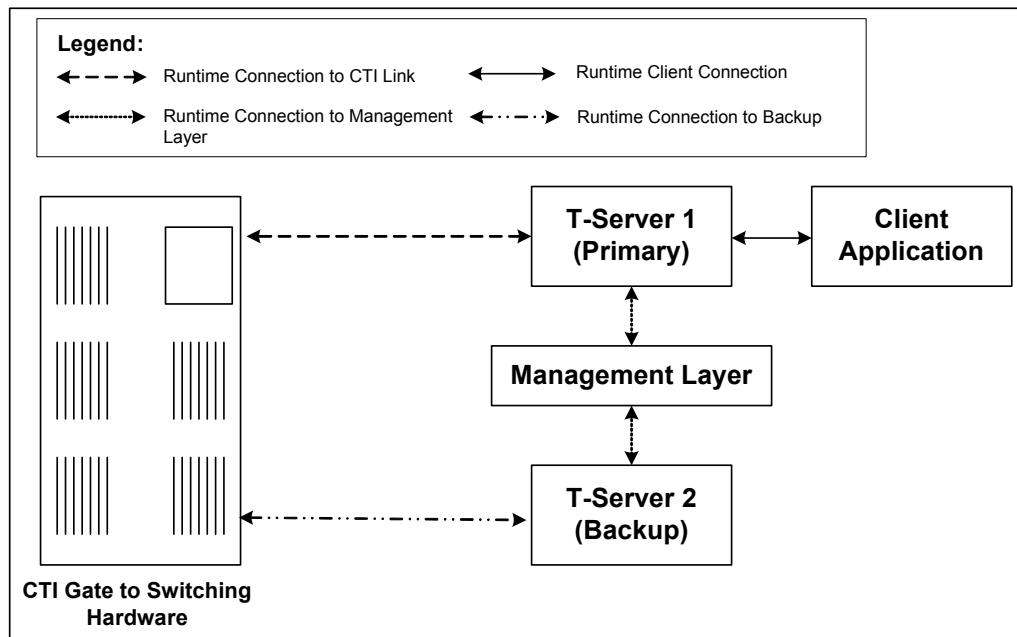 Legend:
Runtime Connection to CTI Link
Runtime Client Connection
Runtime Connection to Management
Layer
Runtime Connection to Backup
T-Server 1
(Primary)
Client
Application
Management Layer
T-Server 2
(Backup)
CTI Gate to Switching
Hardware